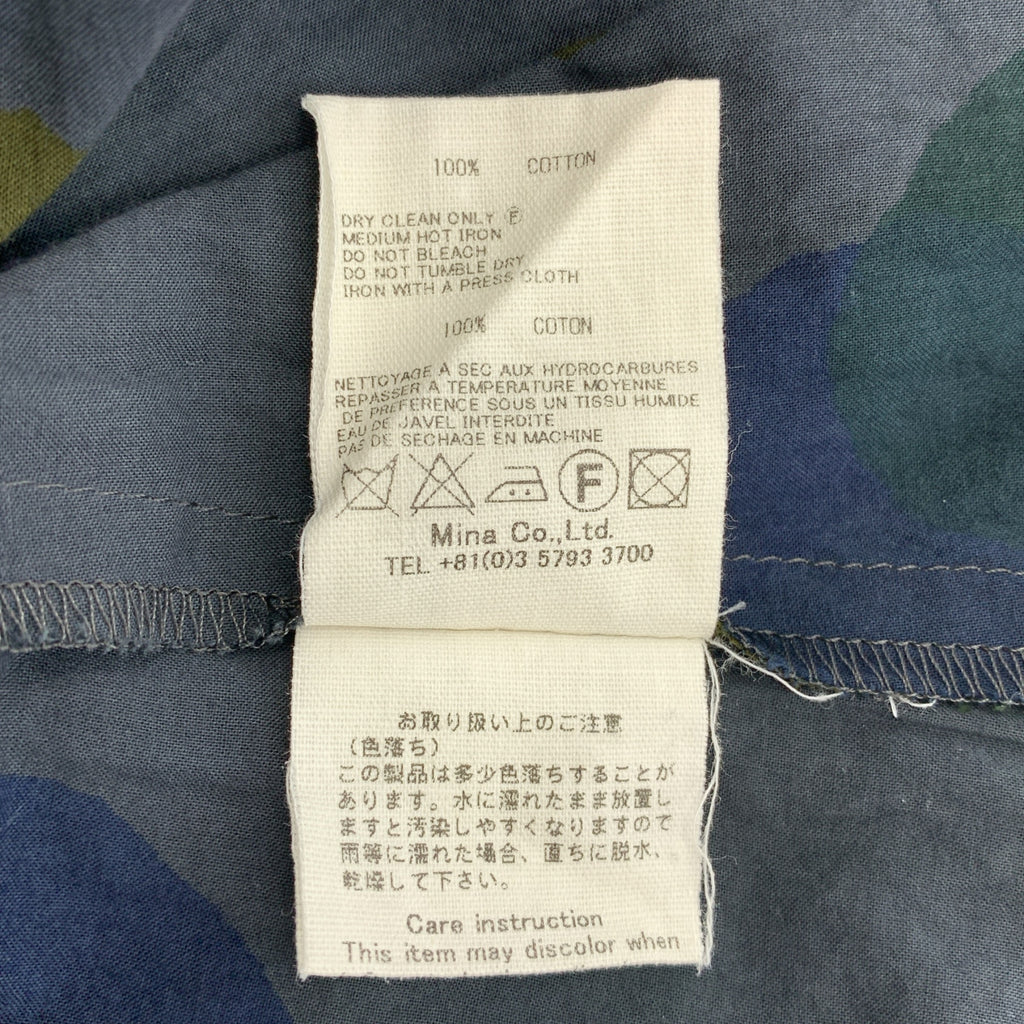 100% COTTON
DRY CLEAN ONLY Ⓕ
MEDIUM HOT IRON
DO NOT BLEACH
DO NOT TUMBLE DRY
IRON WITH A PRESS CLOTH
100% COTON
NETTOYAGE A SEC AUX HYDROCARBURES
REPASSER A TEMPERATURE MOYENNE
DE PREFERENCE SOUS UN TISSU HUMIDE
EAU DE JAVEL INTERDITE
PAS DE SECHAGE EN MACHINE
F
Mina Co.,Ltd.
TEL +81(0)3 5793 3700
お取り扱い上のご注意
（色落ち）
この製品は多少色落ちすることが
あります。水に濡れたまま放置し
ますと汚染しやすくなりますので
雨等に濡れた場合、直ちに脱水、
乾燥して下さい。
Care instruction
This item may discolor when